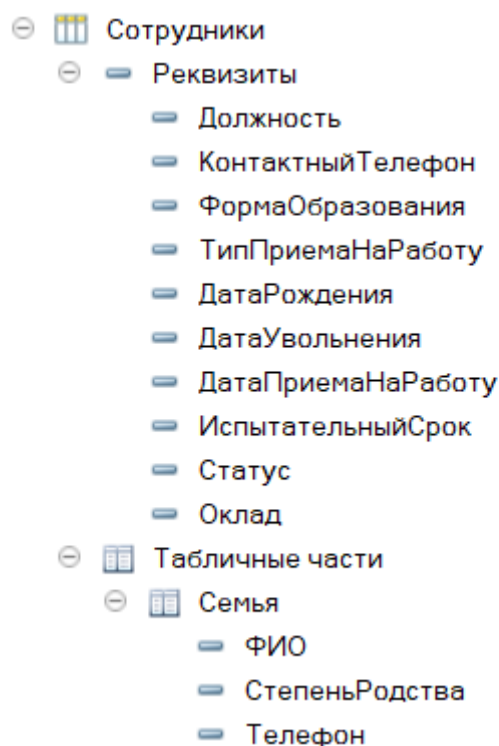 Сотрудники
Реквизиты
Должность
КонтактныйТелефон
ФормаОбразования
ТипПриемаНаРаботу
ДатаРождения
ДатаУвольнения
ДатаПриемаНаРаботу
ИспытательныйСрок
Статус
Оклад
Табличные части
Семья
ФИО
СтепеньРодства
Телефон